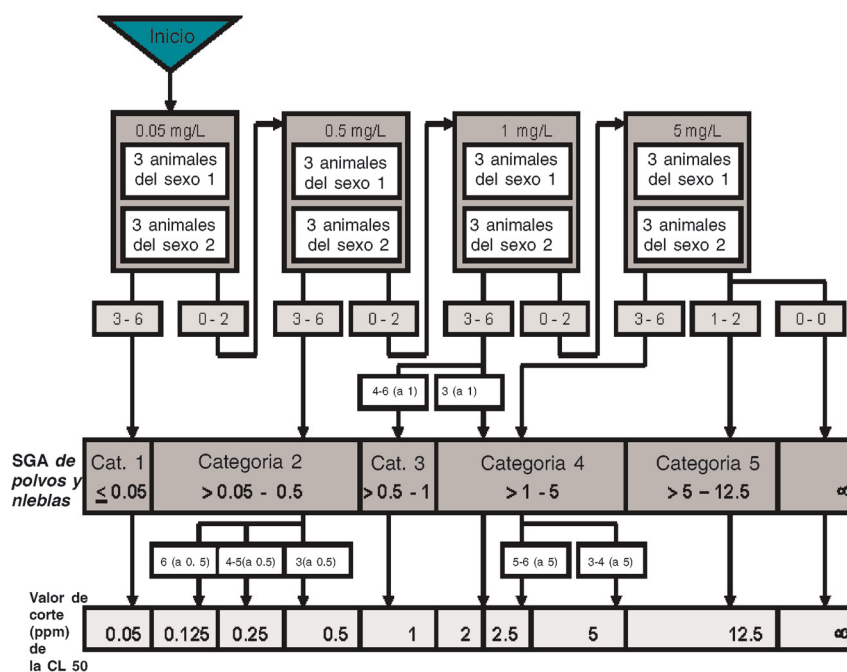 Inicio
0.05 mg/L
0.5 mg/L
1 mg/L
5 mg/L
3 animales
del sexo 1
3 animales
del sexo 1
3 animales
del sexo 1
3 animales
del sexo 1
3 animales
del sexo 2
3 animales
del sexo 2
3 animales
del sexo 2
3 animales
del sexo 2
3 - 6
0 - 2
3 - 6
0 - 2
3 - 6
0 - 2
3 - 6
1 - 2
0 - 0
4-6 (a 1)
3 (a 1)
SGA de
polvos y
nieblas
Cat. 1
≤ 0.05
Categoria 2
> 0.05 - 0.5
Cat. 3
> 0.5 - 1
Categoria 4
> 1 - 5
Categoria 5
> 5 – 12.5
∞
6 (a 0. 5)
4-5(a 0.5)
3(a 0.5)
5-6 (a 5)
3-4 (a 5)
Valor de
corte
(ppm)
de
la CL 50
0.05
0.125
0.25
0.5
1
2
2.5
5
12.5
∞